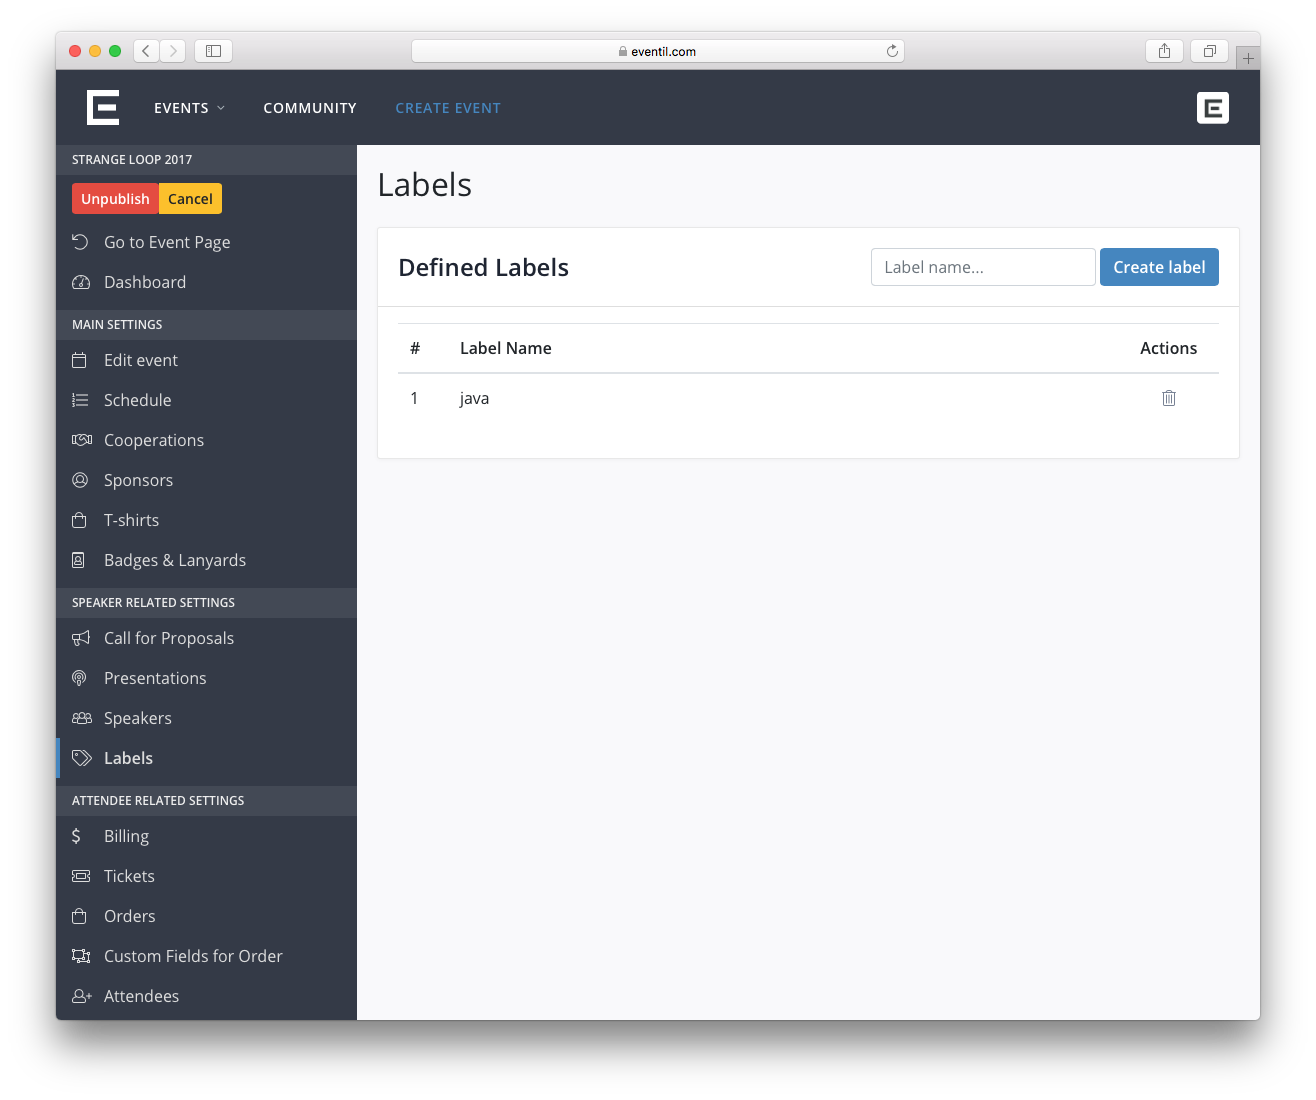 eventil.com
EVENTS COMMUNITY CREATE EVENT
STRANGE LOOP 2017
Unpublish Cancel
Go to Event Page
Dashboard
MAIN SETTINGS
Edit event
Schedule
Cooperations
Sponsors
T-shirts
Badges & Lanyards
SPEAKER RELATED SETTINGS
Call for Proposals
Presentations
Speakers
Labels
ATTENDEE RELATED SETTINGS
Billing
Tickets
Orders
Custom Fields for Order
Attendees
Labels
Defined Labels Label name... Create label
# Label Name Actions
1 java